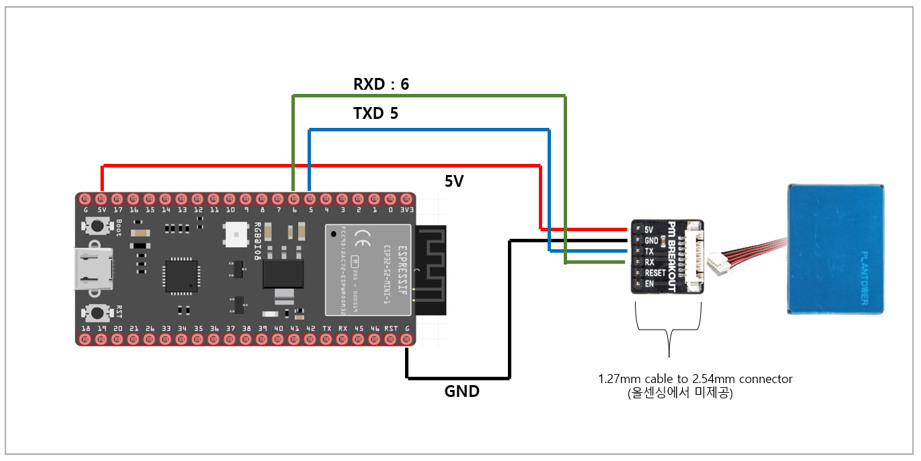 RXD : 6
TXD 5
5V
G 5V 17 16 15 14 13 12 11 10 9 8 7 6 5 4 3 2 1 0 3V3
Boot
RGB@IO8
ESPRESSIF
ESP32-S2-MINI-1
RST
18 19 20 21 26 33 34 35 36 37 38 39 40 41 42 TX RX 45 46 RST G
GND
5V
GND
TX
RX
RESET
EN
PM BREAKOUT
PLANTOWER
1.27mm cable to 2.54mm connector
(올센싱에서 미제공)